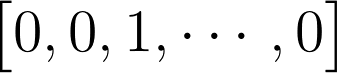 [0, 0, 1, ⋯ , 0]